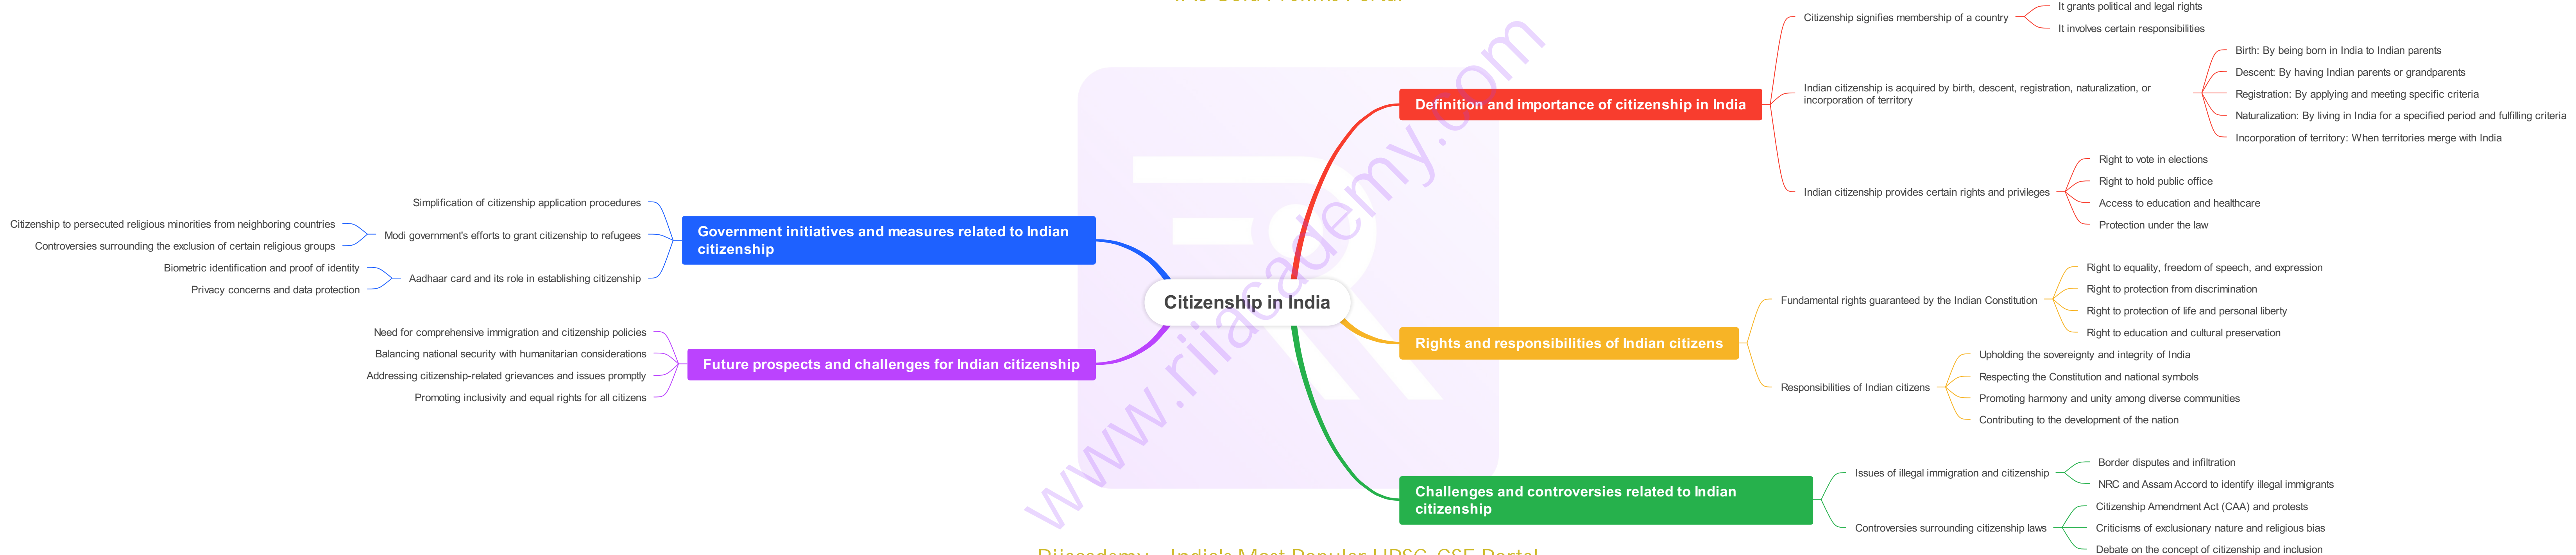 IAS Gold Prelims Portal
Citizenship in India
Definition and importance of citizenship in India
Citizenship signifies membership of a country
It grants political and legal rights
It involves certain responsibilities
Indian citizenship is acquired by birth, descent, registration, naturalization, or
incorporation of territory
Birth: By being born in India to Indian parents
Descent: By having Indian parents or grandparents
Registration: By applying and meeting specific criteria
Naturalization: By living in India for a specified period and fulfilling criteria
Incorporation of territory: When territories merge with India
Indian citizenship provides certain rights and privileges
Right to vote in elections
Right to hold public office
Access to education and healthcare
Protection under the law
Rights and responsibilities of Indian citizens
Fundamental rights guaranteed by the Indian Constitution
Right to equality, freedom of speech, and expression
Right to protection from discrimination
Right to protection of life and personal liberty
Right to education and cultural preservation
Responsibilities of Indian citizens
Upholding the sovereignty and integrity of India
Respecting the Constitution and national symbols
Promoting harmony and unity among diverse communities
Contributing to the development of the nation
Challenges and controversies related to Indian
citizenship
Issues of illegal immigration and citizenship
Border disputes and infiltration
NRC and Assam Accord to identify illegal immigrants
Controversies surrounding citizenship laws
Citizenship Amendment Act (CAA) and protests
Criticisms of exclusionary nature and religious bias
Debate on the concept of citizenship and inclusion
Government initiatives and measures related to Indian
citizenship
Simplification of citizenship application procedures
Modi government's efforts to grant citizenship to refugees
Citizenship to persecuted religious minorities from neighboring countries
Controversies surrounding the exclusion of certain religious groups
Aadhaar card and its role in establishing citizenship
Biometric identification and proof of identity
Privacy concerns and data protection
Future prospects and challenges for Indian citizenship
Need for comprehensive immigration and citizenship policies
Balancing national security with humanitarian considerations
Addressing citizenship-related grievances and issues promptly
Promoting inclusivity and equal rights for all citizens
www.rijacademy.com
India's Most Popular UPSC-CSE Portal